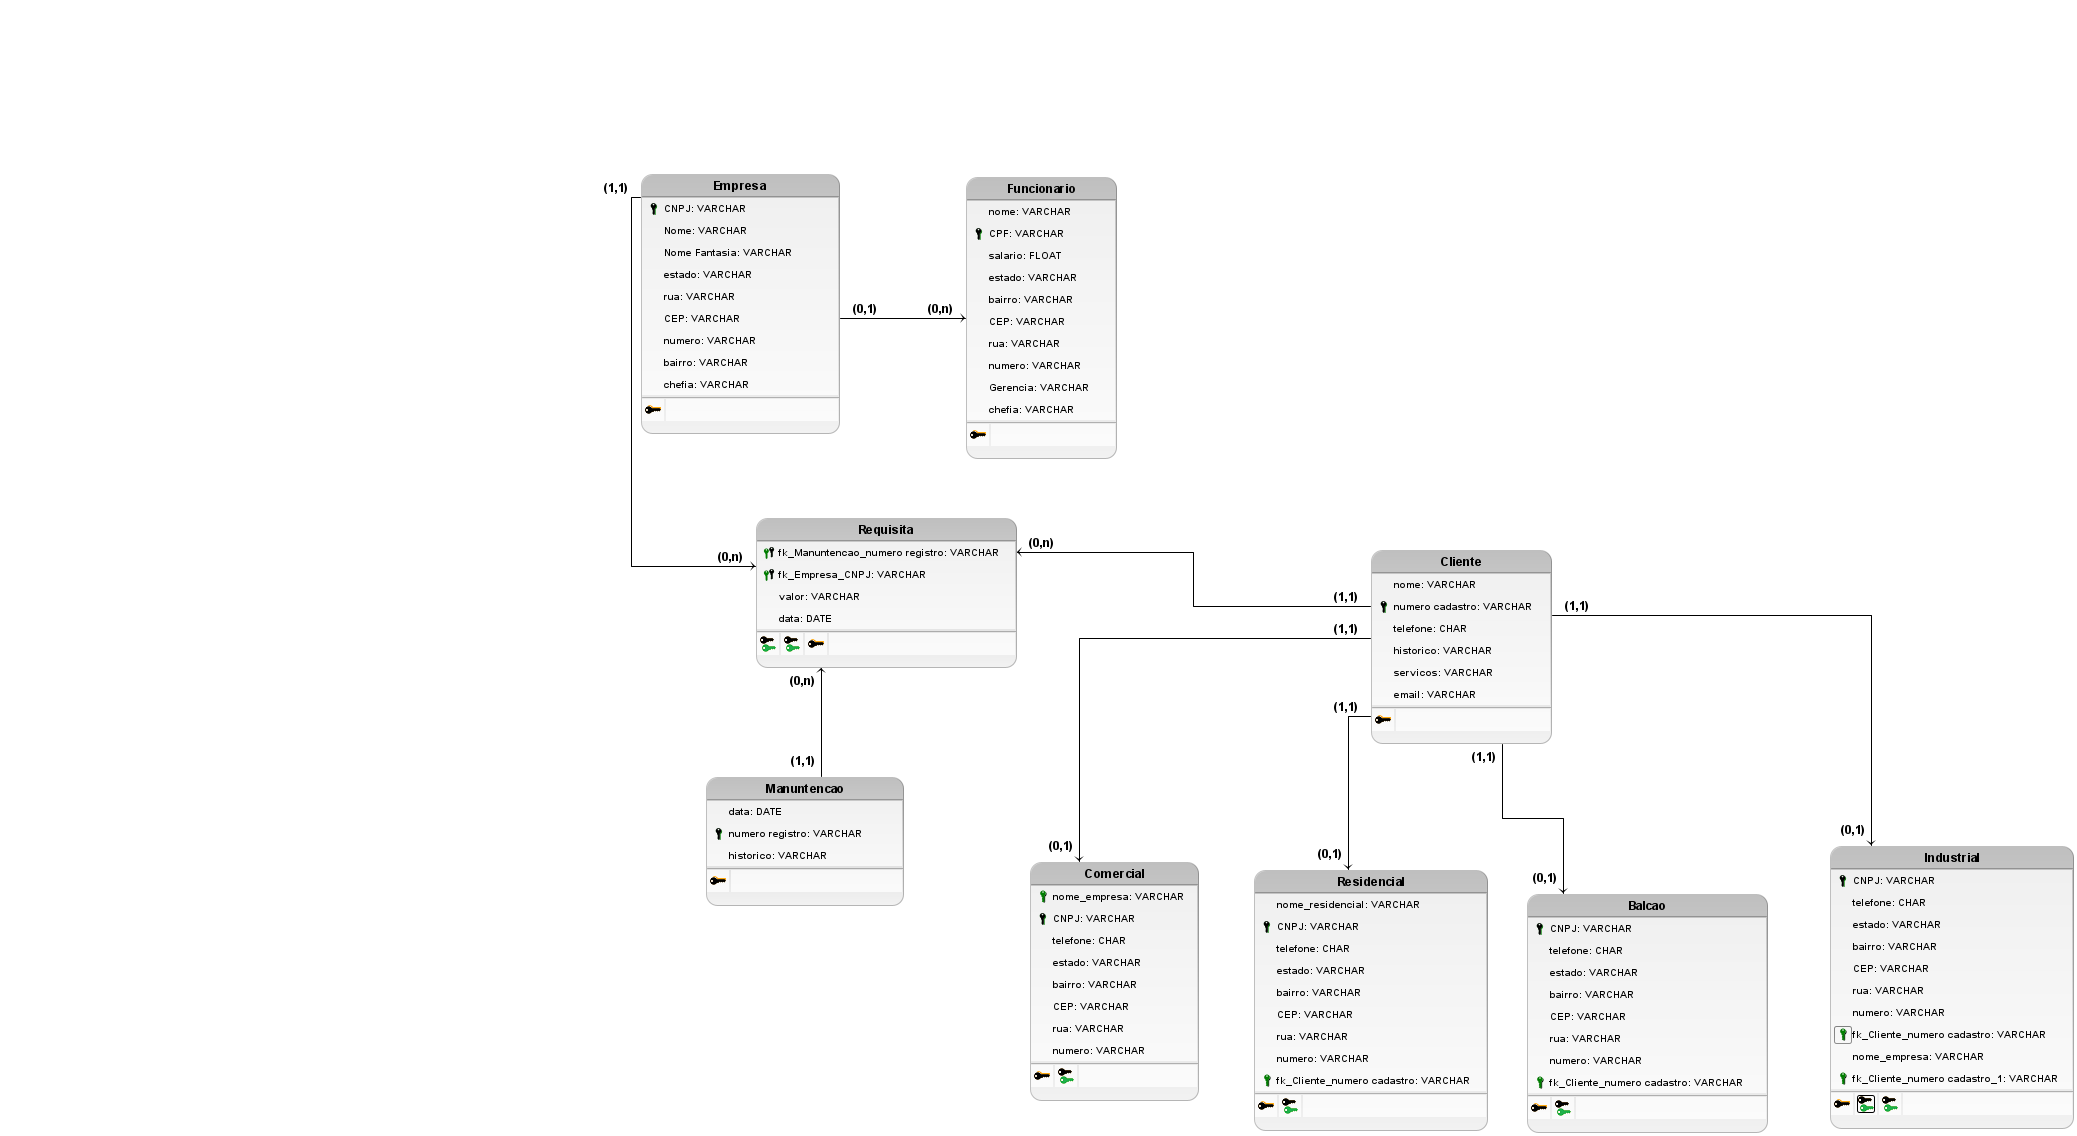 Empresa
(1,1)
CNPJ: VARCHAR
Nome: VARCHAR
Nome Fantasia: VARCHAR
estado: VARCHAR
rua: VARCHAR
CEP: VARCHAR
numero: VARCHAR
bairro: VARCHAR
chefia: VARCHAR
(0,1)
(0,n)
Funcionario
nome: VARCHAR
CPF: VARCHAR
salario: FLOAT
estado: VARCHAR
bairro: VARCHAR
CEP: VARCHAR
rua: VARCHAR
numero: VARCHAR
Gerencia: VARCHAR
chefia: VARCHAR
(0,n)
Requisita
fk_Manuntencao_numero registro: VARCHAR
fk_Empresa_CNPJ: VARCHAR
valor: VARCHAR
data: DATE
(0,n)
(0,n)
(1,1)
(1,1)
(1,1)
(1,1)
Cliente
nome: VARCHAR
numero cadastro: VARCHAR
telefone: CHAR
historico: VARCHAR
servicos: VARCHAR
email: VARCHAR
(1,1)
(1,1)
Manuntencao
data: DATE
numero registro: VARCHAR
historico: VARCHAR
(0,1)
Comercial
nome_empresa: VARCHAR
CNPJ: VARCHAR
telefone: CHAR
estado: VARCHAR
bairro: VARCHAR
CEP: VARCHAR
rua: VARCHAR
numero: VARCHAR
(0,1)
Residencial
nome_residencial: VARCHAR
CNPJ: VARCHAR
telefone: CHAR
estado: VARCHAR
bairro: VARCHAR
CEP: VARCHAR
rua: VARCHAR
numero: VARCHAR
fk_Cliente_numero cadastro: VARCHAR
(0,1)
Balcao
CNPJ: VARCHAR
telefone: CHAR
estado: VARCHAR
bairro: VARCHAR
CEP: VARCHAR
rua: VARCHAR
numero: VARCHAR
fk_Cliente_numero cadastro: VARCHAR
(0,1)
Industrial
CNPJ: VARCHAR
telefone: CHAR
estado: VARCHAR
bairro: VARCHAR
CEP: VARCHAR
rua: VARCHAR
numero: VARCHAR
fk_Cliente_numero cadastro: VARCHAR
nome_empresa: VARCHAR
fk_Cliente_numero cadastro_1: VARCHAR